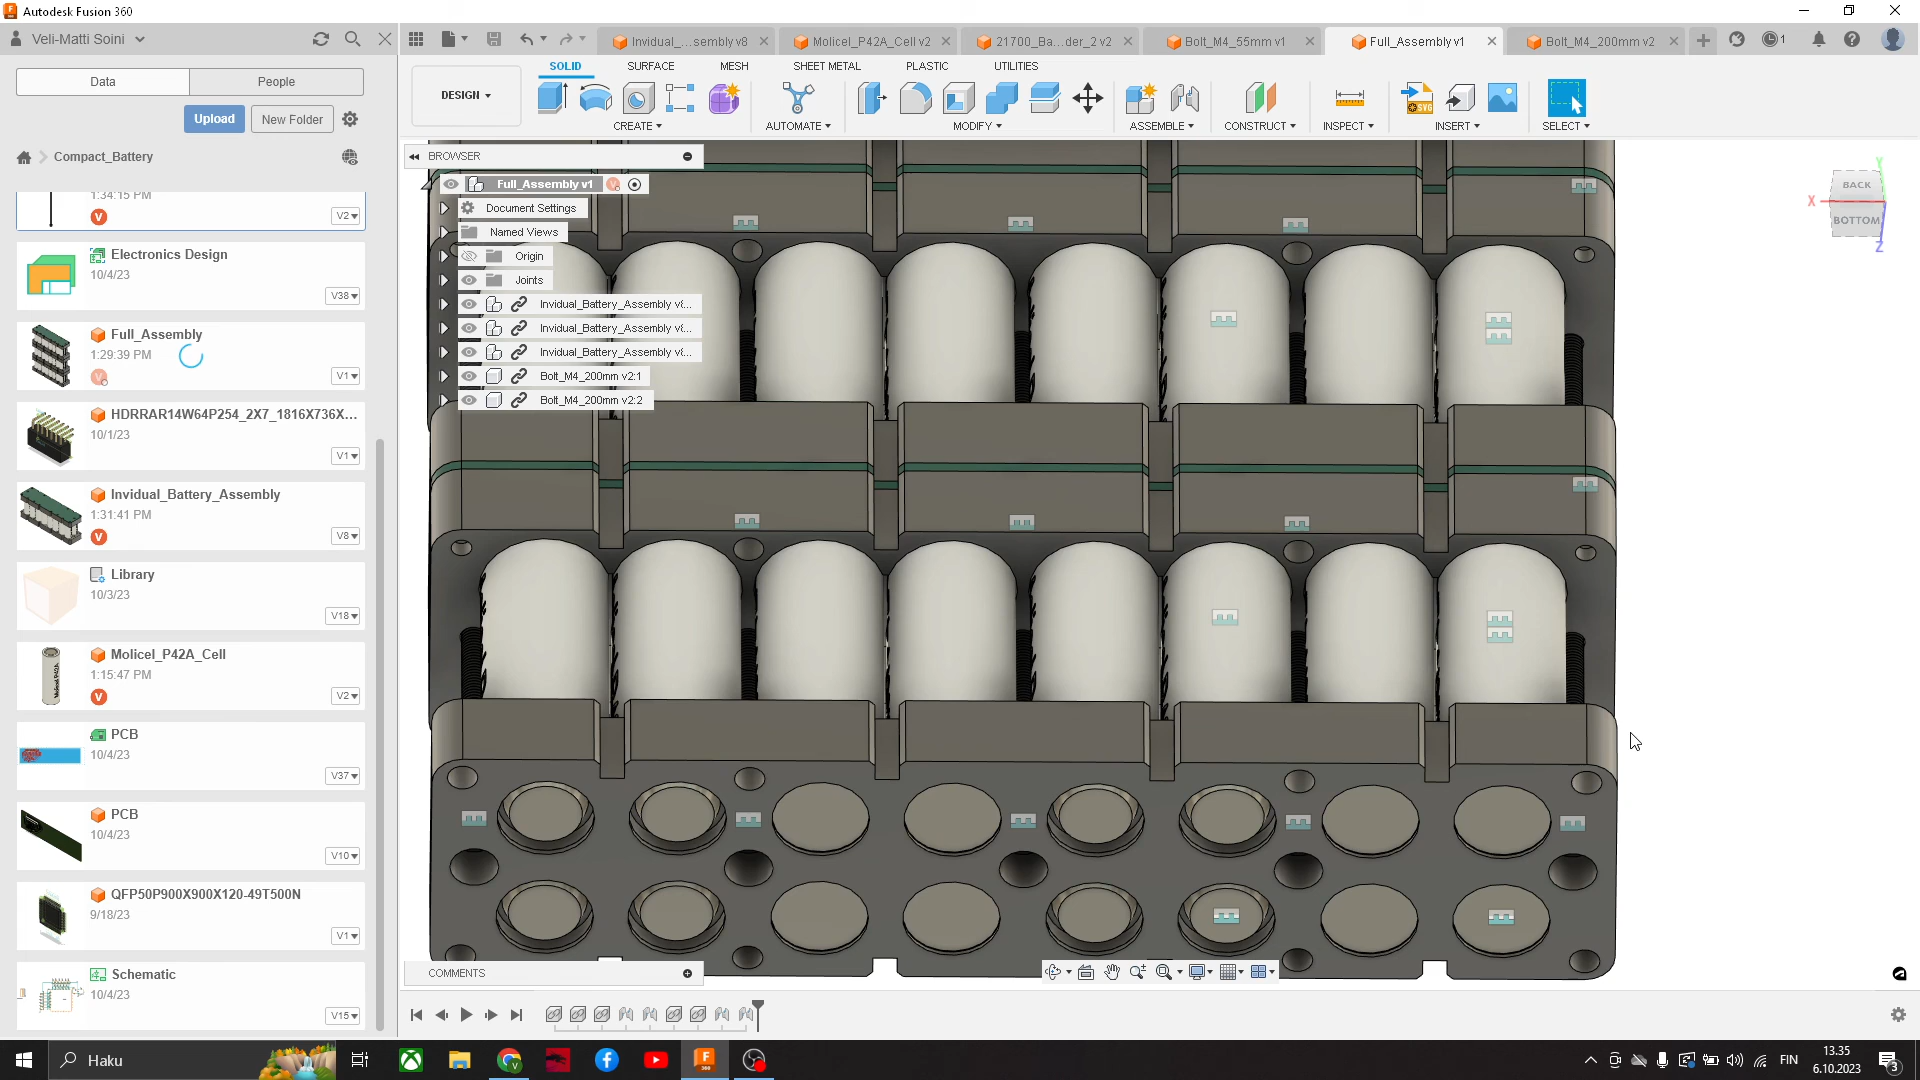 Autodesk Fusion 360
Veli-Matti Soini
Invidual_...sembly v8
Molicel_P42A_Cell v2
21700_Ba...der_2 v2
Bolt_M4_55mm v1
Full_Assembly v1
Bolt_M4_200mm v2
1
Data
People
SOLID
SURFACE
MESH
SHEET METAL
PLASTIC
UTILITIES
DESIGN
Upload
New Folder
CREATE
AUTOMATE
MODIFY
ASSEMBLE
CONSTRUCT
INSPECT
INSERT
SELECT
SVG
Compact_Battery
BROWSER
Full_Assembly v1
Document Settings
Named Views
Origin
Joints
Invidual_Battery_Assembly v(...
Invidual_Battery_Assembly v(...
Invidual_Battery_Assembly v(...
Bolt_M4_200mm v2:1
Bolt_M4_200mm v2:2
1:34:15 PM
V
V2
Electronics Design
10/4/23
V38
Full_Assembly
1:29:39 PM
V1
HDRRAR14W64P254_2X7_1816X736X...
10/1/23
V1
Invidual_Battery_Assembly
1:31:41 PM
V
V8
Library
10/3/23
V18
Molicel_P42A_Cell
1:15:47 PM
V
V2
PCB
10/4/23
V37
PCB
10/4/23
V10
QFP50P900X900X120-49T500N
9/18/23
V1
Schematic
10/4/23
V15
Y
BACK
X
BOTTOM
Z
COMMENTS
Haku
FIN
13.35
6.10.2023
3